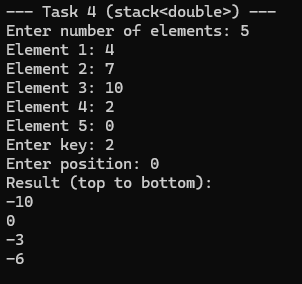 --- Task 4 (stack<double>) ---
Enter number of elements: 5
Element 1: 4
Element 2: 7
Element 3: 10
Element 4: 2
Element 5: 0
Enter key: 2
Enter position: 0
Result (top to bottom):
-10
0
-3
-6